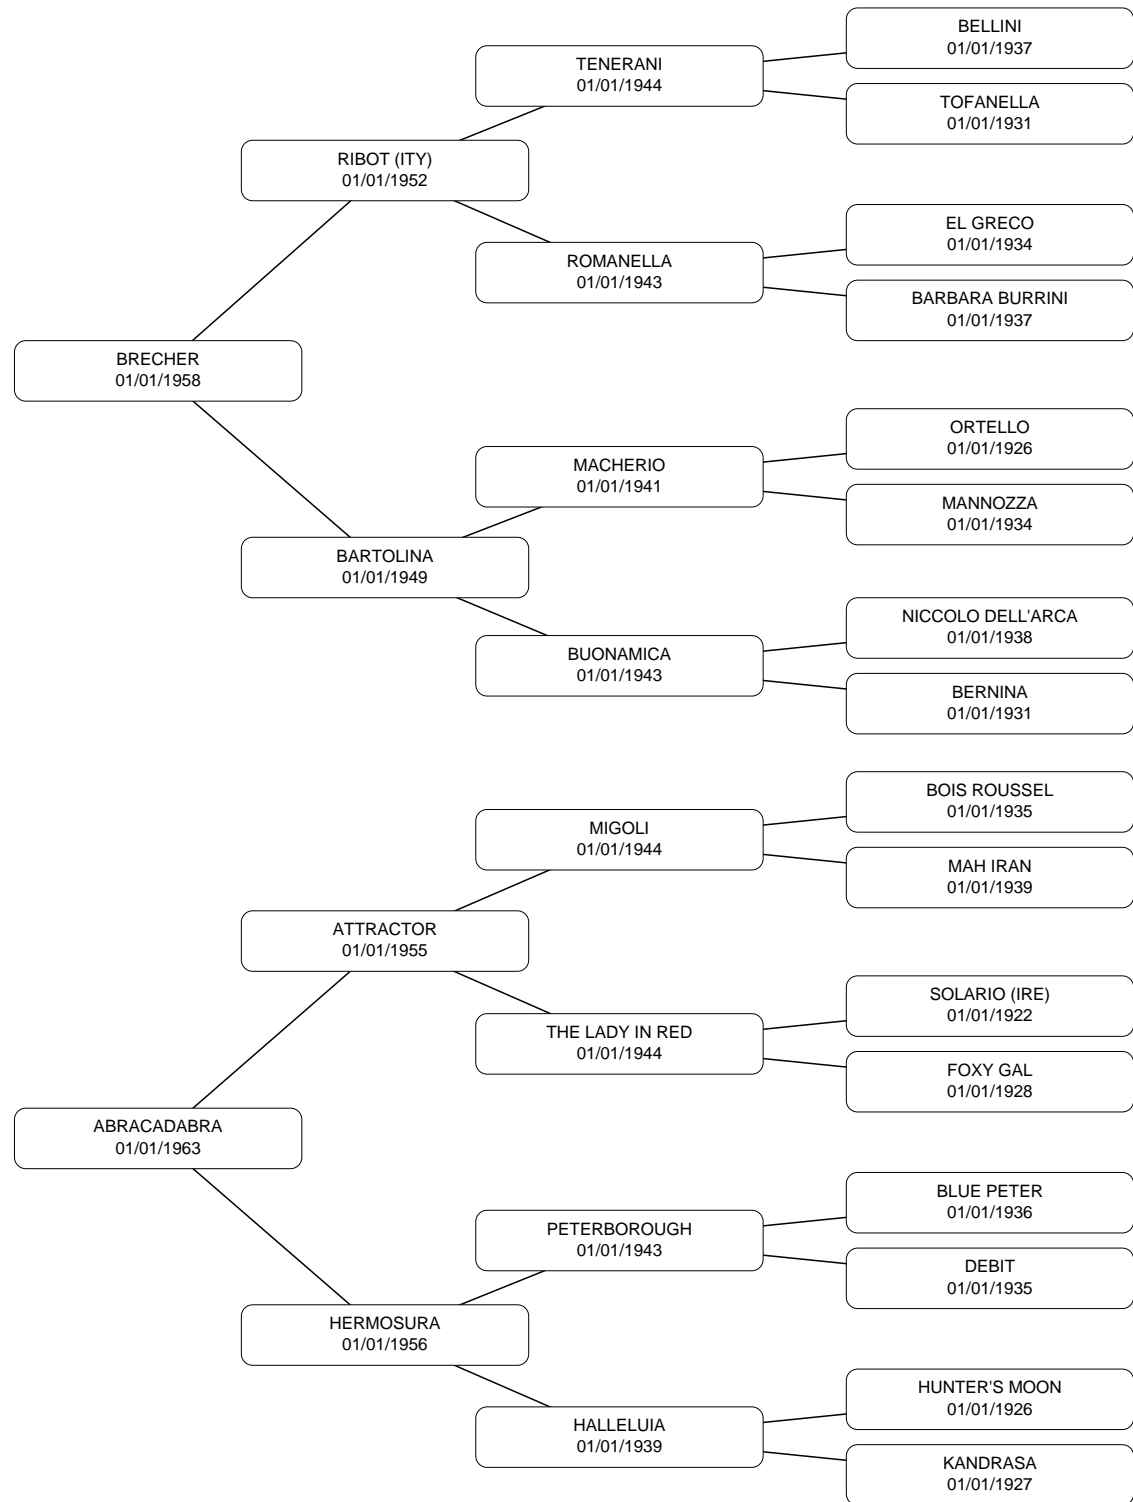 BELLINI
01/01/1937
TENERANI
01/01/1944
TOFANELLA
01/01/1931
RIBOT (ITY)
01/01/1952
EL GRECO
01/01/1934
ROMANELLA
01/01/1943
BARBARA BURRINI
01/01/1937
BRECHER
01/01/1958
ORTELLO
01/01/1926
MACHERIO
01/01/1941
MANNOZZA
01/01/1934
BARTOLINA
01/01/1949
NICCOLO DELL'ARCA
01/01/1938
BUONAMICA
01/01/1943
BERNINA
01/01/1931
BOIS ROUSSEL
01/01/1935
MIGOLI
01/01/1944
MAH IRAN
01/01/1939
ATTRACTOR
01/01/1955
SOLARIO (IRE)
01/01/1922
THE LADY IN RED
01/01/1944
FOXY GAL
01/01/1928
ABRACADABRA
01/01/1963
BLUE PETER
01/01/1936
PETERBOROUGH
01/01/1943
DEBIT
01/01/1935
HERMOSURA
01/01/1956
HUNTER'S MOON
01/01/1926
HALLELUIA
01/01/1939
KANDRASA
01/01/1927